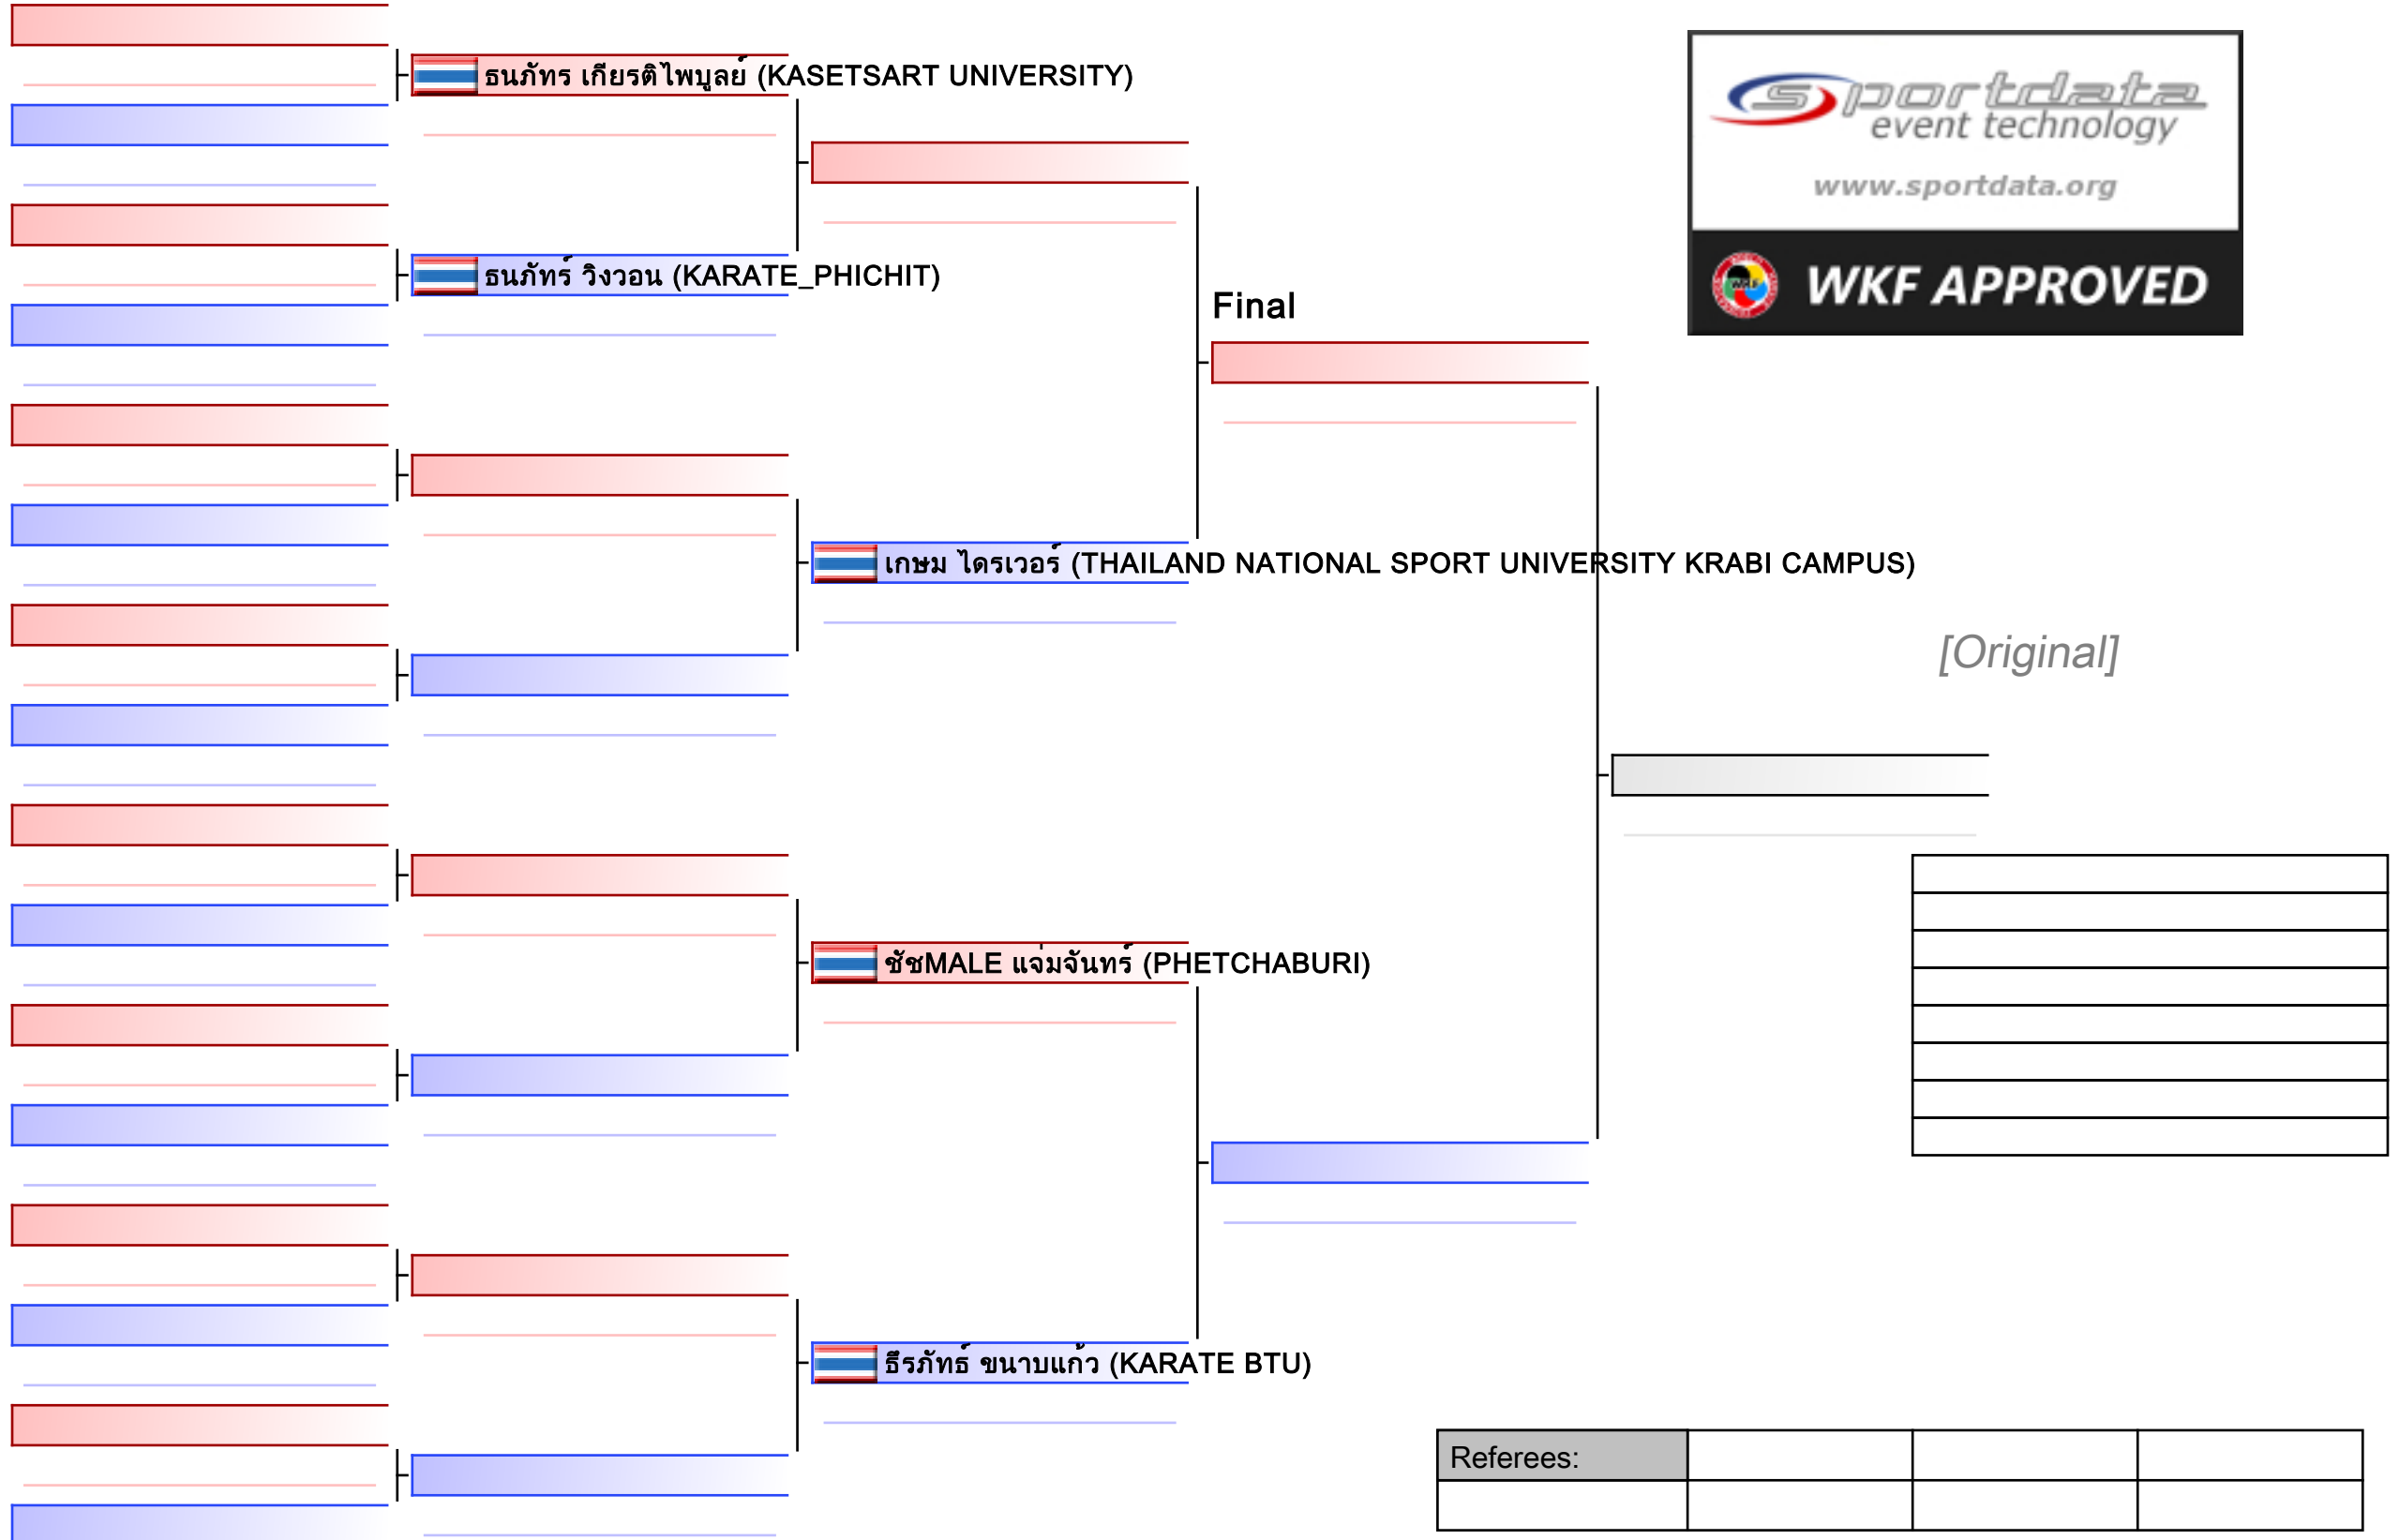 ธนภัทร เกียรติไพบูลย์ (KASETSART UNIVERSITY)
sportdata
event technology
www.sportdata.org
ธนภัทร์ วิงวอน (KARATE_PHICHIT)
WKF
WKF APPROVED
Final
เกษม ไดรเวอร์ (THAILAND NATIONAL SPORT UNIVERSITY KRABI CAMPUS)
[Original]
ชัชMALE แจ่มจันทร์ (PHETCHABURI)
ธีรภัทธ์ ขนาบแก้ว (KARATE BTU)
Referees: